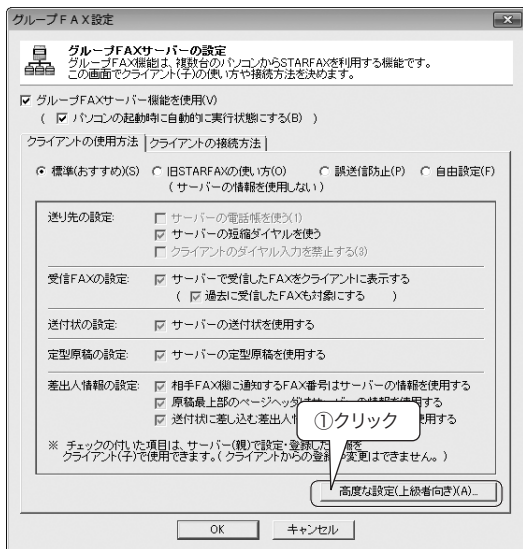 グループＦＡＸ設定
グループFAXサーバーの設定
グループFAX機能は、複数台のパソコンからSTARFAXを利用する機能です。
この画面でクライアント(子)の使い方や接続方法を決めます。
グループFAXサーバー機能を使用(V)
( パソコンの起動時に自動的に実行状態にする(B) )
クライアントの使用方法 クライアントの接続方法
標準(おすすめ)(S) 旧STARFAXの使い方(O) 誤送信防止(P) 自由設定(F)
(サーバーの情報を使用しない)
送り先の設定: サーバーの電話帳を使う(1)
サーバーの短縮ダイヤルを使う
クライアントのダイヤル入力を禁止する(3)
受信FAXの設定: サーバーで受信したFAXをクライアントに表示する
( 過去に受信したFAXも対象にする )
送付状の設定: サーバーの送付状を使用する
定型原稿の設定: サーバーの定型原稿を使用する
差出人情報の設定: 相手FAX機に通知するFAX番号はサーバーの情報を使用する
原稿最上部のページヘッダ
送付状に差し込む差出人 用する
①クリック
※ チェックの付いた項目は、サーバー(親)で設定・登録した
クライアント(子)で使用できます。(クライアントからの登録 変更はできません。)
高度な設定(上級者向き)(A)...
OK キャンセル